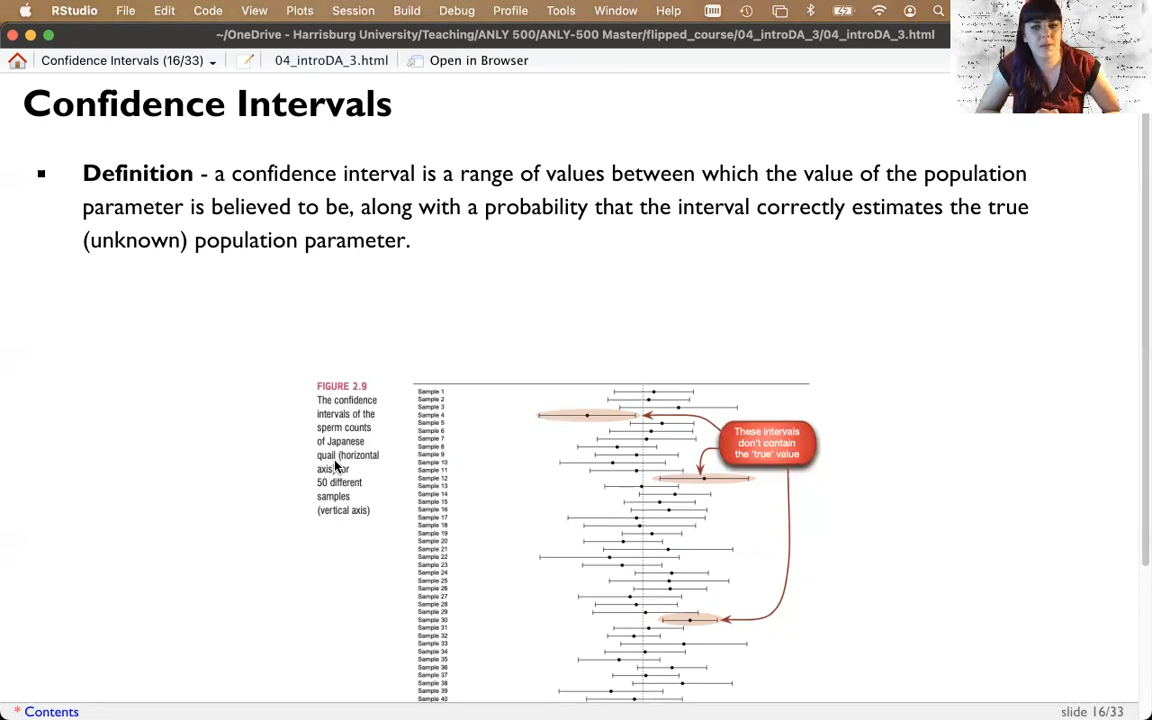 RStudio File Edit Code View Plots Session Build Debug Profile Tools Window Help
~/OneDrive - Harrisburg University/Teaching/ANLY 500/ANLY-500 Master/flipped_course/04_introDA_3/04_introDA_3.html
Confidence Intervals (16/33) 04_introDA_3.html Open in Browser
Confidence Intervals
Definition - a confidence interval is a range of values between which the value of the population
parameter is believed to be, along with a probability that the interval correctly estimates the true
(unknown) population parameter.
FIGURE 2.9
The confidence
intervals of the
sperm counts
of Japanese
quail (horizontal
axis) for
50 different
samples
(vertical axis)
Sample 1
Sample 2
Sample 3
Sample 4
Sample 5
Sample 6
Sample 7
Sample 8
Sample 9
Sample 10
Sample 11
Sample 12
Sample 13
Sample 14
Sample 15
Sample 16
Sample 17
Sample 18
Sample 19
Sample 20
Sample 21
Sample 22
Sample 23
Sample 24
Sample 25
Sample 26
Sample 27
Sample 28
Sample 29
Sample 30
Sample 31
Sample 32
Sample 33
Sample 34
Sample 35
Sample 36
Sample 37
Sample 38
Sample 39
Sample 40
These intervals
don't contain
the 'true' value
* Contents
slide 16/33